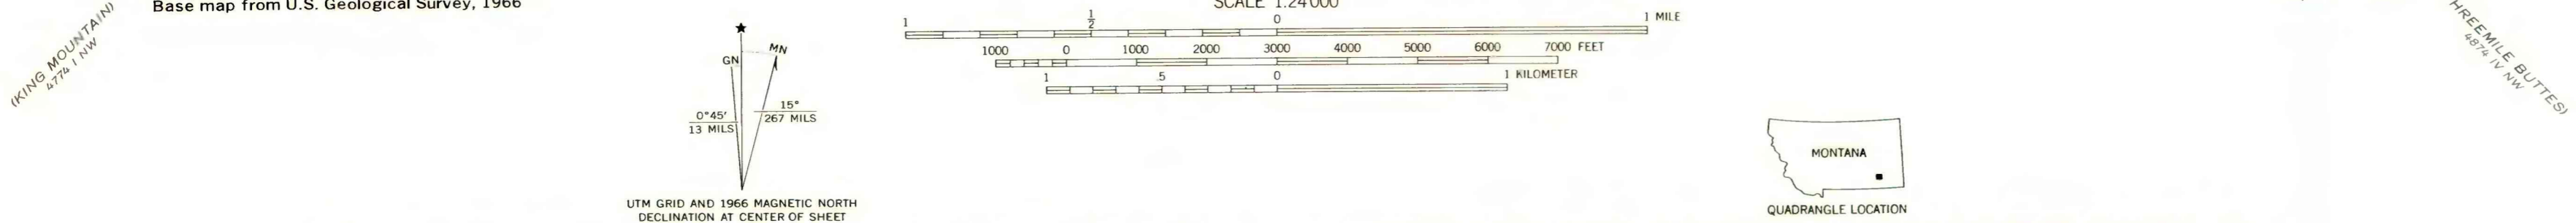 Base map from U.S. Geological Survey, 1966
(KING MOUNTAIN)
4774 I NW
★
GN
MN
0°45′
13 MILS
15°
267 MILS
UTM GRID AND 1966 MAGNETIC NORTH
DECLINATION AT CENTER OF SHEET
SCALE 1:24 000
1 ½ 0 1 MILE
1000 0 1000 2000 3000 4000 5000 6000 7000 FEET
1 .5 0 1 KILOMETER
MONTANA
QUADRANGLE LOCATION
HREEMILE BUTTES)
4874 IV NW